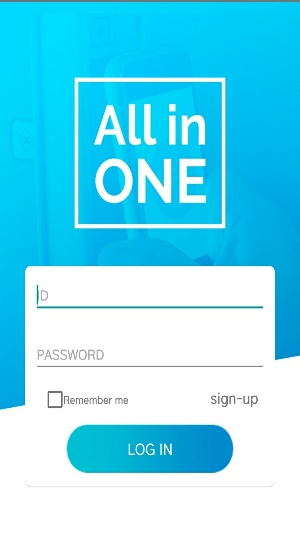 All in
ONE
ID
PASSWORD
Remember me
sign-up
LOG IN